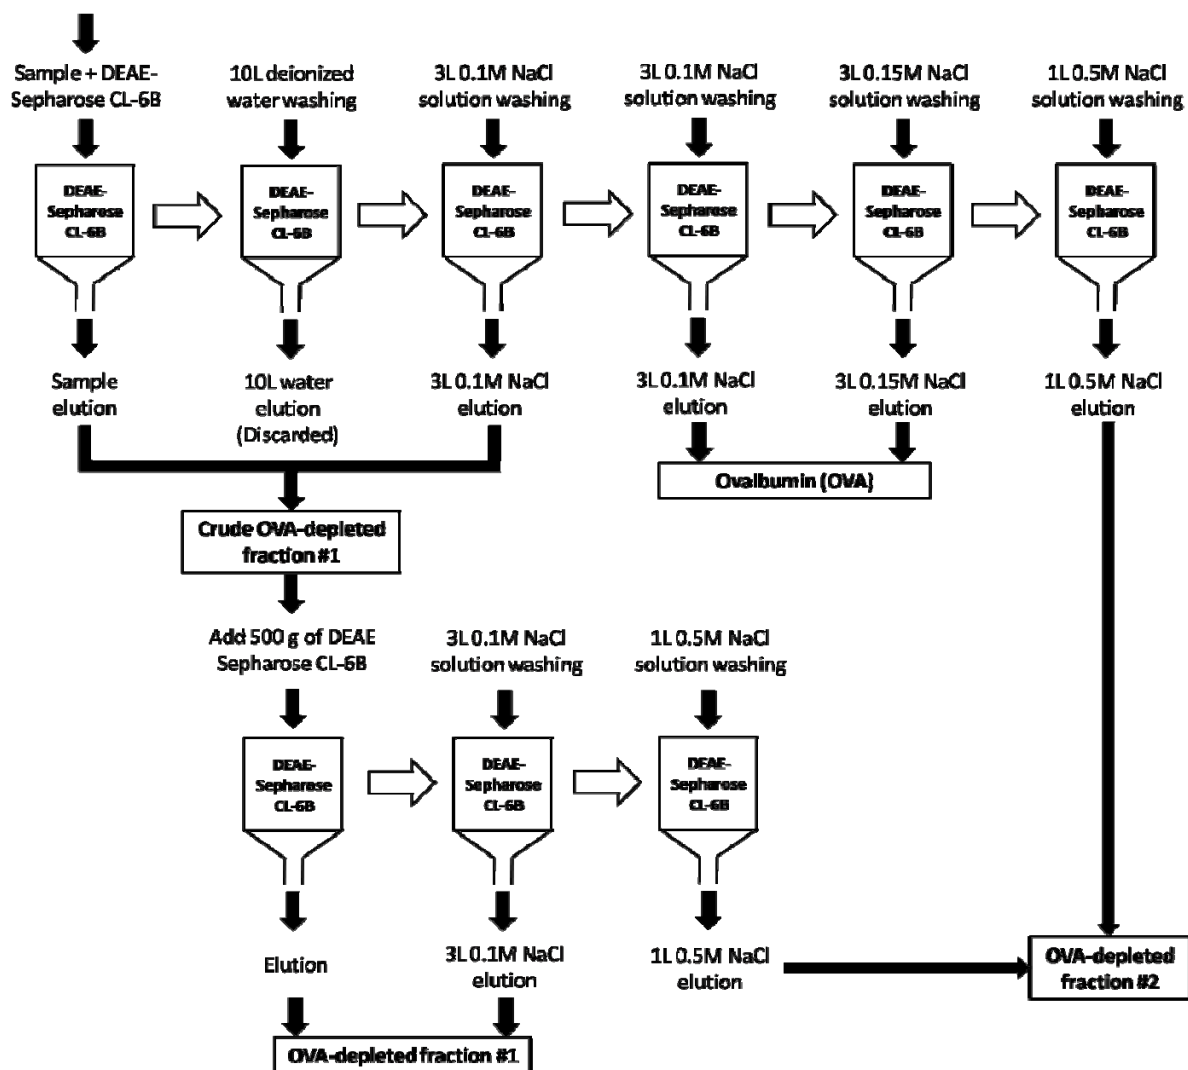 Sample + DEAE-
Sepharose CL-6B
10L deionized
water washing
3L 0.1M NaCl
solution washing
3L 0.1M NaCl
solution washing
3L 0.15M NaCl
solution washing
1L 0.5M NaCl
solution washing
DEAE-
Sepharose
CL-6B
DEAE-
Sepharose
CL-6B
DEAE-
Sepharose
CL-6B
DEAE-
Sepharose
CL-6B
DEAE-
Sepharose
CL-6B
DEAE-
Sepharose
CL-6B
Sample
elution
10L water
elution
(Discarded)
3L 0.1M NaCl
elution
3L 0.1M NaCl
elution
3L 0.15M NaCl
elution
1L 0.5M NaCl
elution
Ovalbumin (OVA)
Crude OVA-depleted
fraction #1
Add 500 g of DEAE
Sepharose CL-6B
3L 0.1M NaCl
solution washing
1L 0.5M NaCl
solution washing
DEAE-
Sepharose
CL-6B
DEAE-
Sepharose
CL-6B
DEAE-
Sepharose
CL-6B
Elution
3L 0.1M NaCl
elution
1L 0.5M NaCl
elution
OVA-depleted
fraction #2
OVA-depleted fraction #1